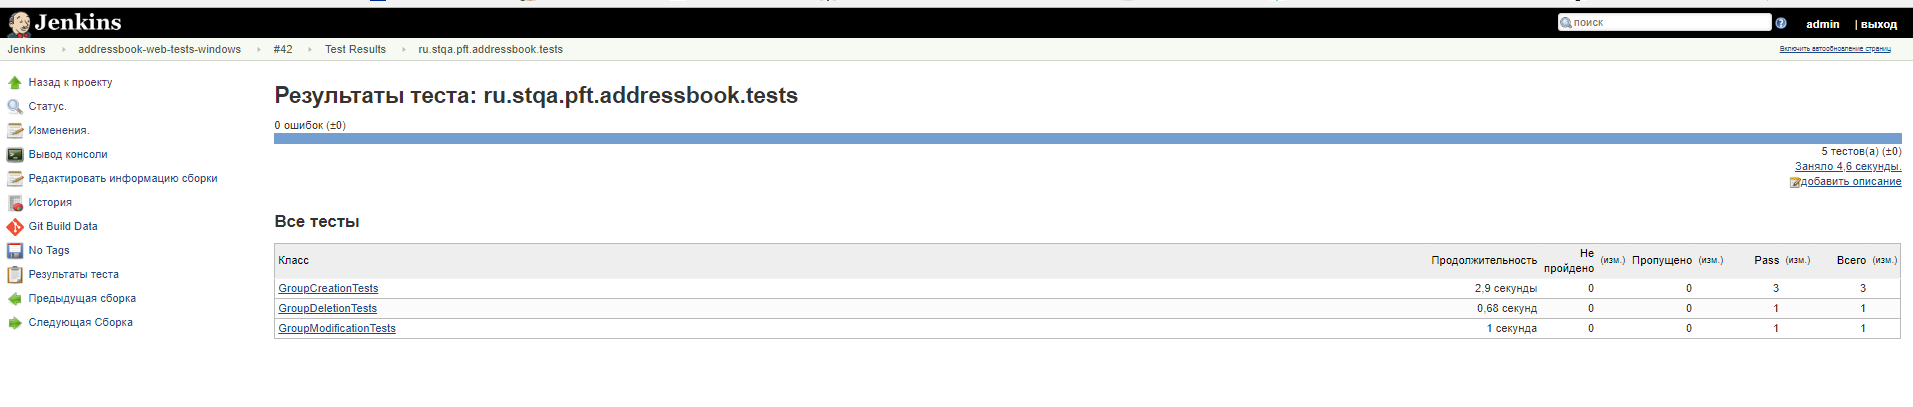 Jenkins
поиск
admin | выход
Jenkins addressbook-web-tests-windows #42 Test Results ru.stqa.pft.addressbook.tests
Включить автообновление страниц
Назад к проекту
Статус.
Изменения.
Вывод консоли
Редактировать информацию сборки
История
Git Build Data
No Tags
Результаты теста
Предыдущая сборка
Следующая Сборка
Результаты теста: ru.stqa.pft.addressbook.tests
0 ошибок (±0)
5 тестов(а) (±0)
Заняло 4,6 секунды.
добавить описание
Все тесты
Класс Продолжительность Не пройдено (изм.) Пропущено (изм.) Pass (изм.) Всего (изм.)
GroupCreationTests 2,9 секунды 0 0 3 3
GroupDeletionTests 0,68 секунд 0 0 1 1
GroupModificationTests 1 секунда 0 0 1 1